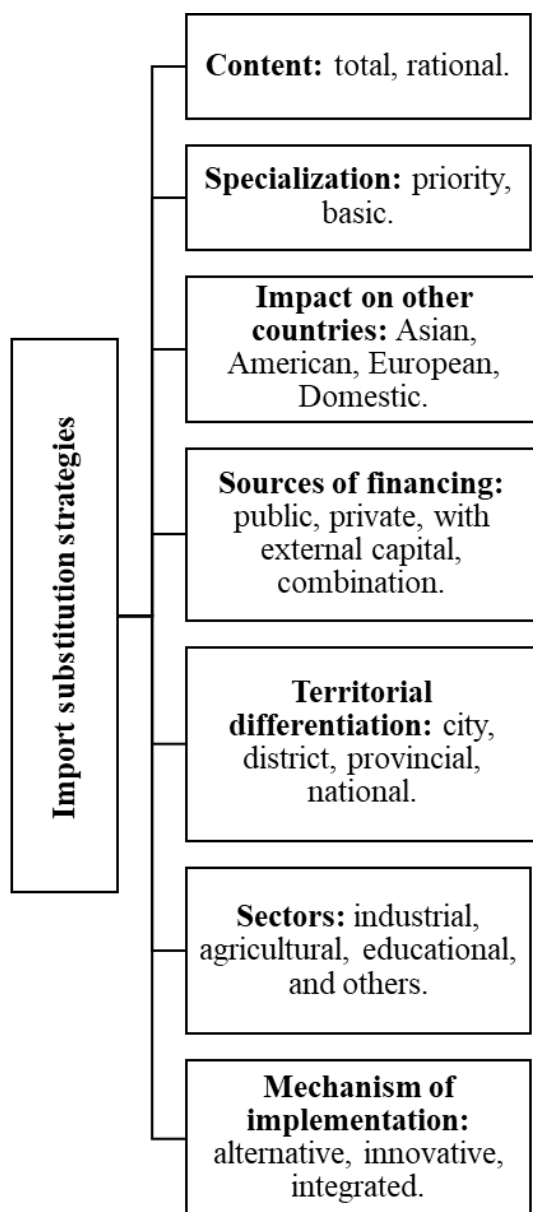 Import substitution strategies
Content: total, rational.
Specialization: priority,
basic.
Impact on other
countries: Asian,
American, European,
Domestic.
Sources of financing:
public, private, with
external capital,
combination.
Territorial
differentiation: city,
district, provincial,
national.
Sectors: industrial,
agricultural, educational,
and others.
Mechanism of
implementation:
alternative, innovative,
integrated.